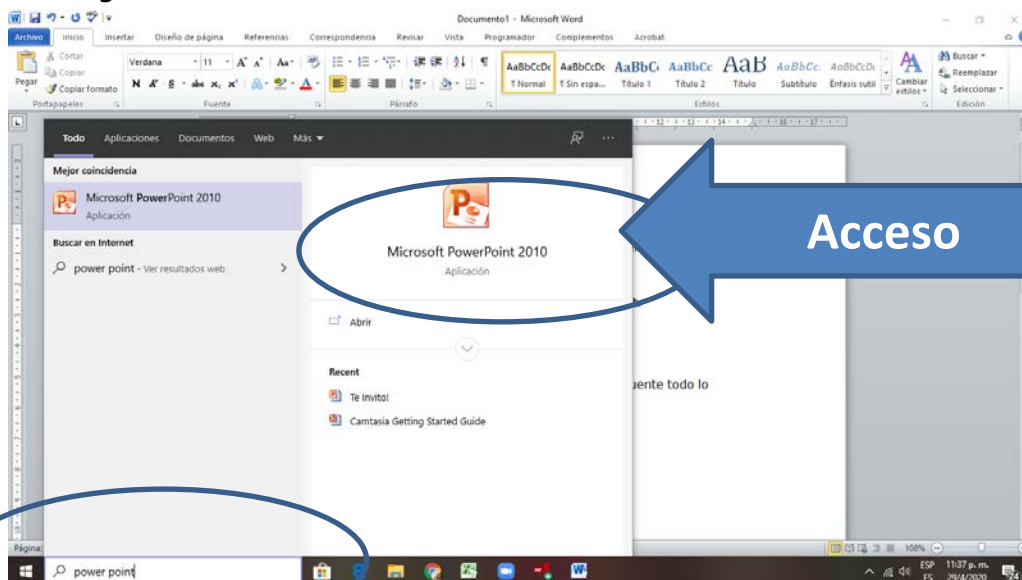 Documento1 - Microsoft Word
Archivo Inicio Insertar Diseño de página Referencias Correspondencia Revisar Vista Programador Complementos Acrobat
Pegar
Cortar
Copiar
Copiar formato
Portapapeles
Verdana 11
N K S abc x, x'
Fuente
Párrafo
AaBbCcDc
¶ Normal
AaBbCcDc
¶ Sin espa...
AaBbC
Título 1
AaBbCc
Título 2
AaB
Título
AaBbCc.
Subtítulo
AaBbCcDi
Énfasis sutil
Cambiar estilos
Estilos
Buscar
Reemplazar
Seleccionar
Edición
Todo Aplicaciones Documentos Web Más
Mejor coincidencia
Microsoft PowerPoint 2010
Aplicación
Buscar en Internet
power point - Ver resultados web
Microsoft PowerPoint 2010
Aplicación
Abrir
Recent
Te Invito!
Camtasia Getting Started Guide
Acceso
uente todo lo
Página:
100%
power point
ESP
ES
11:37 p. m.
29/4/2020